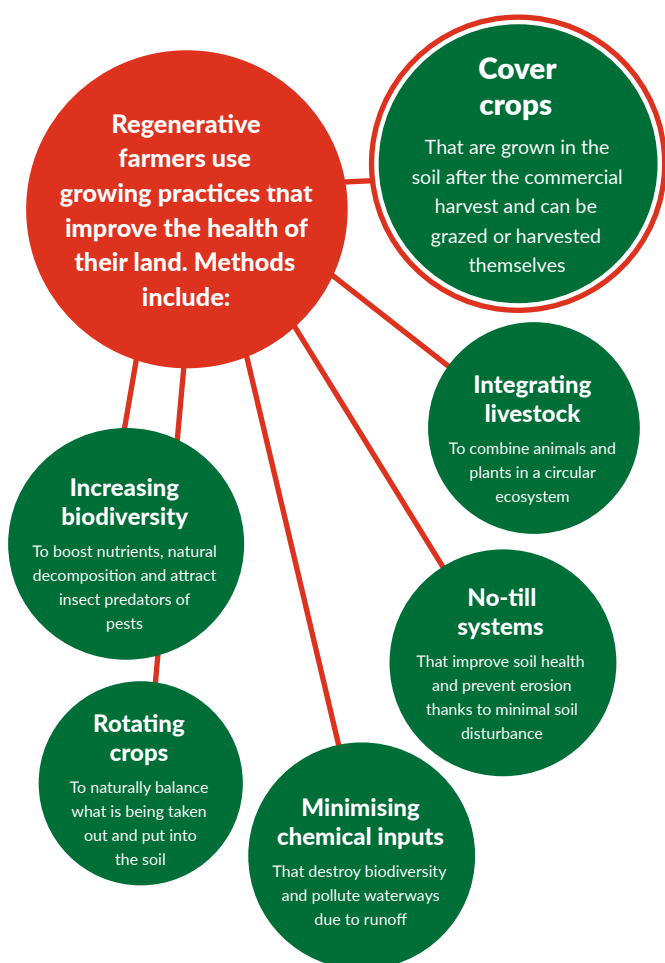 Regenerative
farmers use
growing practices that
improve the health of
their land. Methods
include:
Cover
crops
That are grown in the
soil after the commercial
harvest and can be
grazed or harvested
themselves
Integrating
livestock
To combine animals and
plants in a circular
ecosystem
Increasing
biodiversity
To boost nutrients, natural
decomposition and attract
insect predators of
pests
No-till
systems
That improve soil health
and prevent erosion
thanks to minimal soil
disturbance
Rotating
crops
To naturally balance
what is being taken
out and put into
the soil
Minimising
chemical inputs
That destroy biodiversity
and pollute waterways
due to runoff